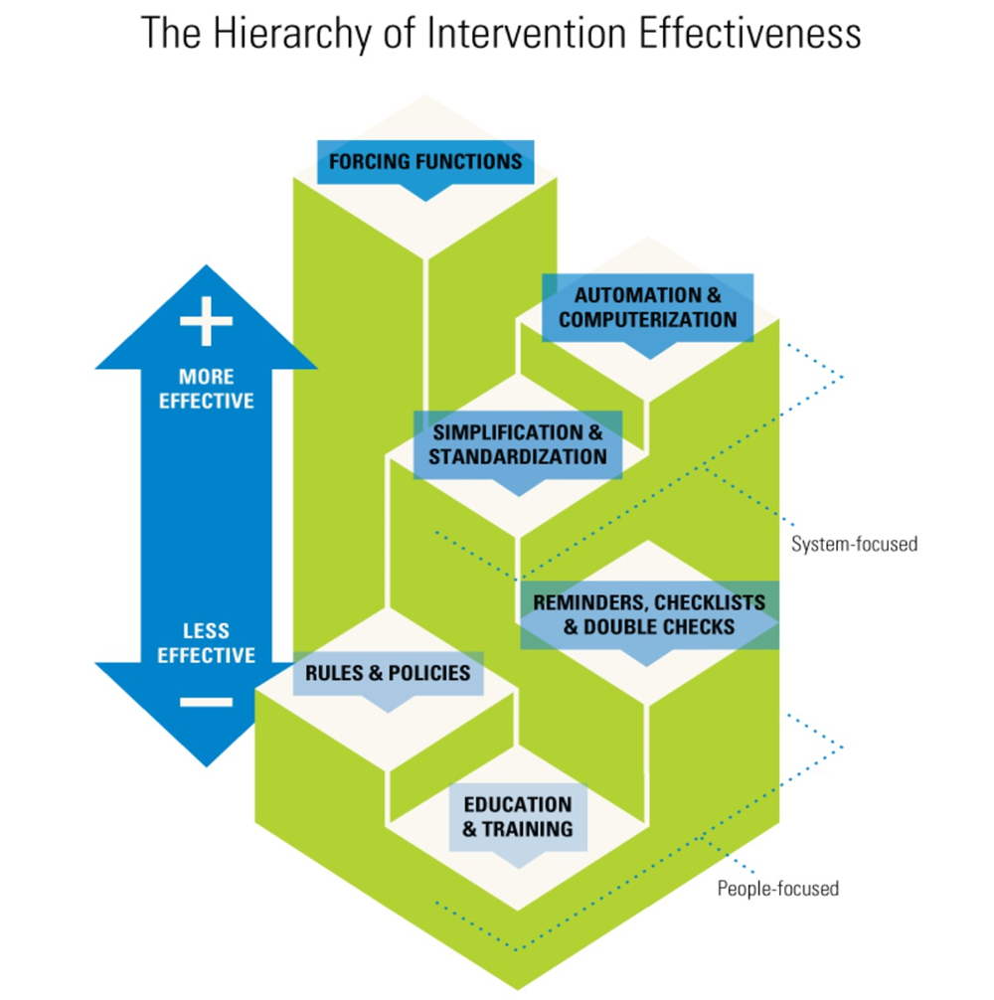 The Hierarchy of Intervention Effectiveness
FORCING FUNCTIONS
AUTOMATION &
COMPUTERIZATION
+
MORE
EFFECTIVE
SIMPLIFICATION &
STANDARDIZATION
System-focused
REMINDERS, CHECKLISTS
& DOUBLE CHECKS
LESS
EFFECTIVE
−
RULES & POLICIES
EDUCATION
& TRAINING
People-focused